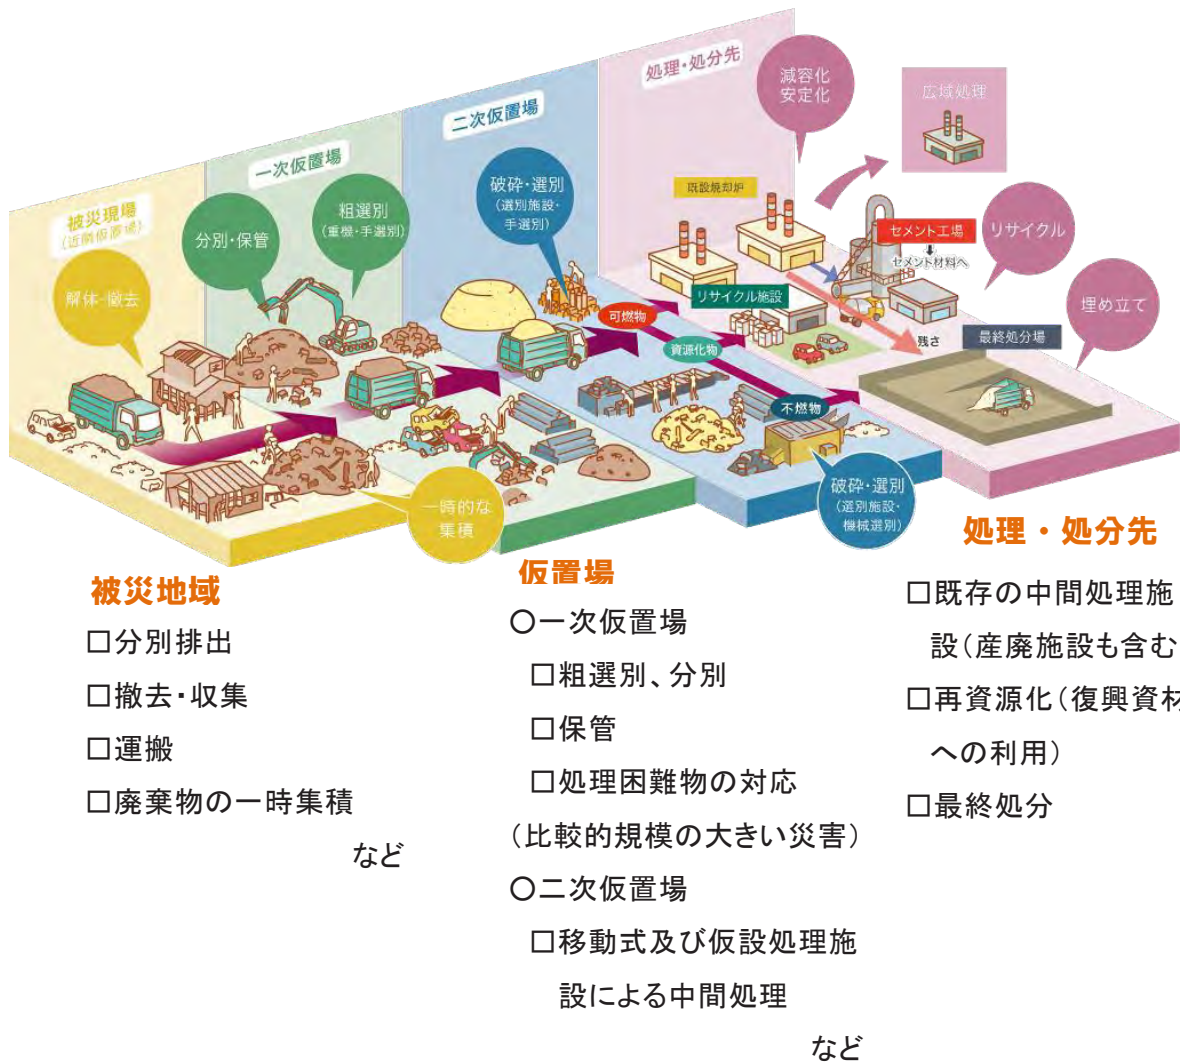 処理・処分先
減容化
安定化
広域処理
二次仮置場
一次仮置場
破砕・選別
(選別施設・
手選別)
既設焼却炉
被災現場
(近隣仮置場)
分別・保管
粗選別
(重機・手選別)
セメント工場
セメント材料へ
リサイクル
解体・撤去
リサイクル施設
可燃物
資源化物
残さ
最終処分場
埋め立て
不燃物
一時的な
集積
破砕・選別
(選別施設・
機械選別)
被災地域
□分別排出
□撤去・収集
□運搬
□廃棄物の一時集積
など
仮置場
○一次仮置場
□粗選別、分別
□保管
□処理困難物の対応
(比較的規模の大きい災害)
○二次仮置場
□移動式及び仮設処理施
設による中間処理
など
処理・処分先
□既存の中間処理施
設(産廃施設も含む
□再資源化(復興資材
への利用)
□最終処分